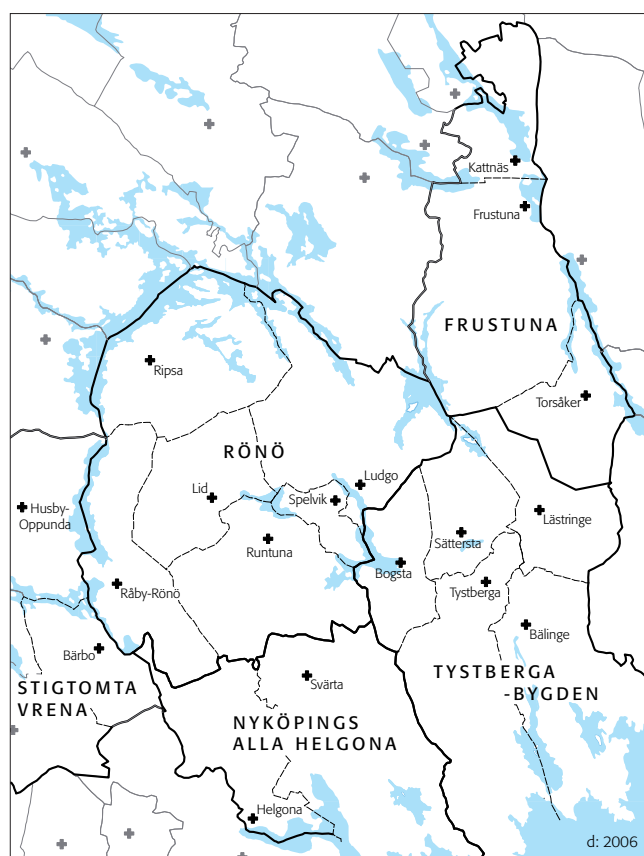 Kattnäs
Frustuna
FRUSTUNA
Ripsa
Torsåker
RÖNÖ
Ludgo
Lid
Spelvik
Husby-
Oppunda
Lästringe
Sättersta
Runtuna
Bogsta
Råby-Rönö
Tystberga
Bälinge
Bärbo
Svärta
TYSTBERGA
-BYGDEN
STIGTOMTA
VRENA
NYKÖPINGS
ALLA HELGONA
Helgona
d: 2006